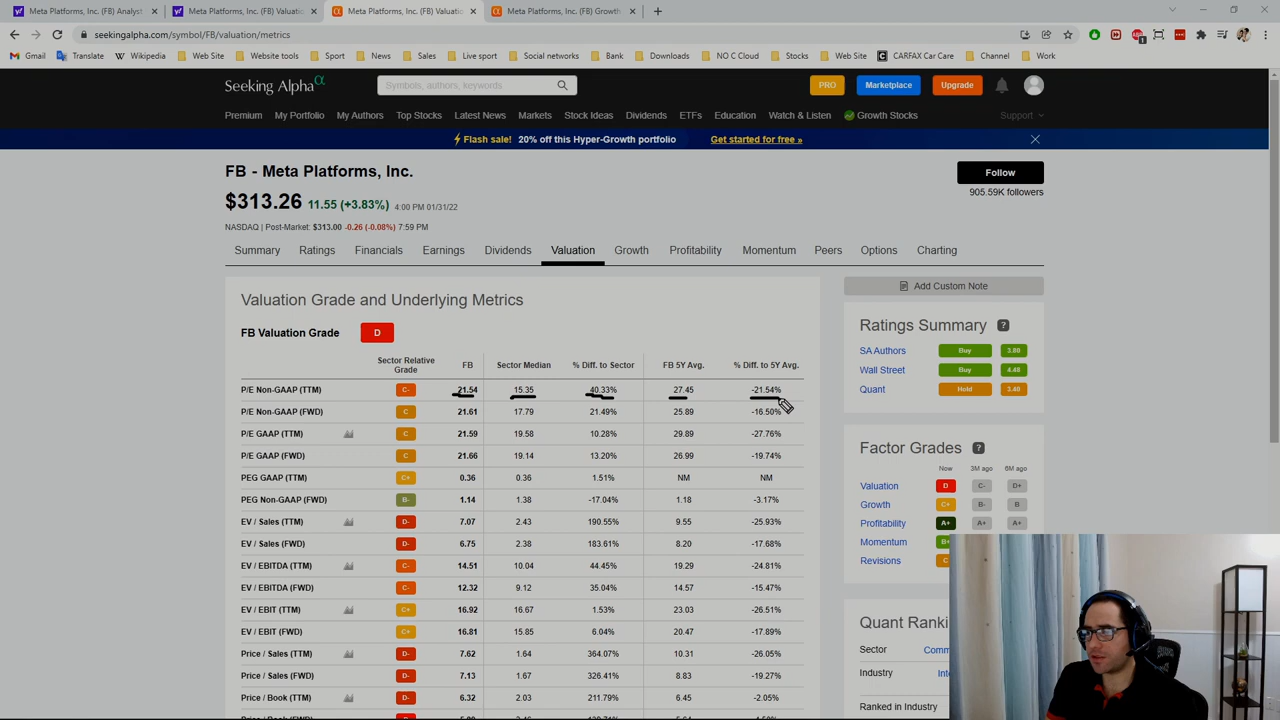 Meta Platforms, Inc. (FB) Analyst
Meta Platforms, Inc. (FB) Valuatio
Meta Platforms, Inc. (FB) Valuatio
Meta Platforms, Inc. (FB) Growth
seekingalpha.com/symbol/FB/valuation/metrics
Gmail Translate Wikipedia Web Site Website tools Sport News Sales Live sport Social networks Bank Downloads NO C Cloud Stocks Web Site CARFAX Car Care Channel Work
Seeking Alpha α
Symbols, authors, keywords
PRO Marketplace Upgrade
Premium My Portfolio My Authors Top Stocks Latest News Markets Stock Ideas Dividends ETFs Education Watch & Listen Growth Stocks Support
Flash sale! 20% off this Hyper-Growth portfolio Get started for free »
FB - Meta Platforms, Inc.
Follow
$313.26 11.55 (+3.83%) 4:00 PM 01/31/22
905.59K followers
NASDAQ | Post-Market: $313.00 -0.26 (-0.08%) 7:59 PM
Summary Ratings Financials Earnings Dividends Valuation Growth Profitability Momentum Peers Options Charting
Valuation Grade and Underlying Metrics
FB Valuation Grade D
Sector Relative Grade FB Sector Median % Diff. to Sector FB 5Y Avg. % Diff. to 5Y Avg.
P/E Non-GAAP (TTM) C- 21.54 15.35 40.33% 27.45 -21.54%
P/E Non-GAAP (FWD) C 21.61 17.79 21.49% 25.89 -16.50%
P/E GAAP (TTM) C 21.59 19.58 10.28% 29.89 -27.76%
P/E GAAP (FWD) C 21.66 19.14 13.20% 26.99 -19.74%
PEG GAAP (TTM) C+ 0.36 0.36 1.51% NM NM
PEG Non-GAAP (FWD) B- 1.14 1.38 -17.04% 1.18 -3.17%
EV / Sales (TTM) D- 7.07 2.43 190.55% 9.55 -25.93%
EV / Sales (FWD) D- 6.75 2.38 183.61% 8.20 -17.68%
EV / EBITDA (TTM) C- 14.51 10.04 44.45% 19.29 -24.81%
EV / EBITDA (FWD) C- 12.32 9.12 35.04% 14.57 -15.47%
EV / EBIT (TTM) C+ 16.92 16.67 1.53% 23.03 -26.51%
EV / EBIT (FWD) C+ 16.81 15.85 6.04% 20.47 -17.89%
Price / Sales (TTM) D- 7.62 1.64 364.07% 10.31 -26.05%
Price / Sales (FWD) D- 7.13 1.67 326.41% 8.83 -19.27%
Price / Book (TTM) D- 6.32 2.03 211.79% 6.45 -2.05%
Add Custom Note
Ratings Summary ?
SA Authors Buy 3.88
Wall Street Buy 4.48
Quant Hold 3.40
Factor Grades ?
Now 3M ago 6M ago
Valuation D C- D+
Growth C+ B- B
Profitability A+ A+ A+
Momentum B+
Revisions C
Quant Ranki
Sector Comm
Industry Inte
Ranked in Industry